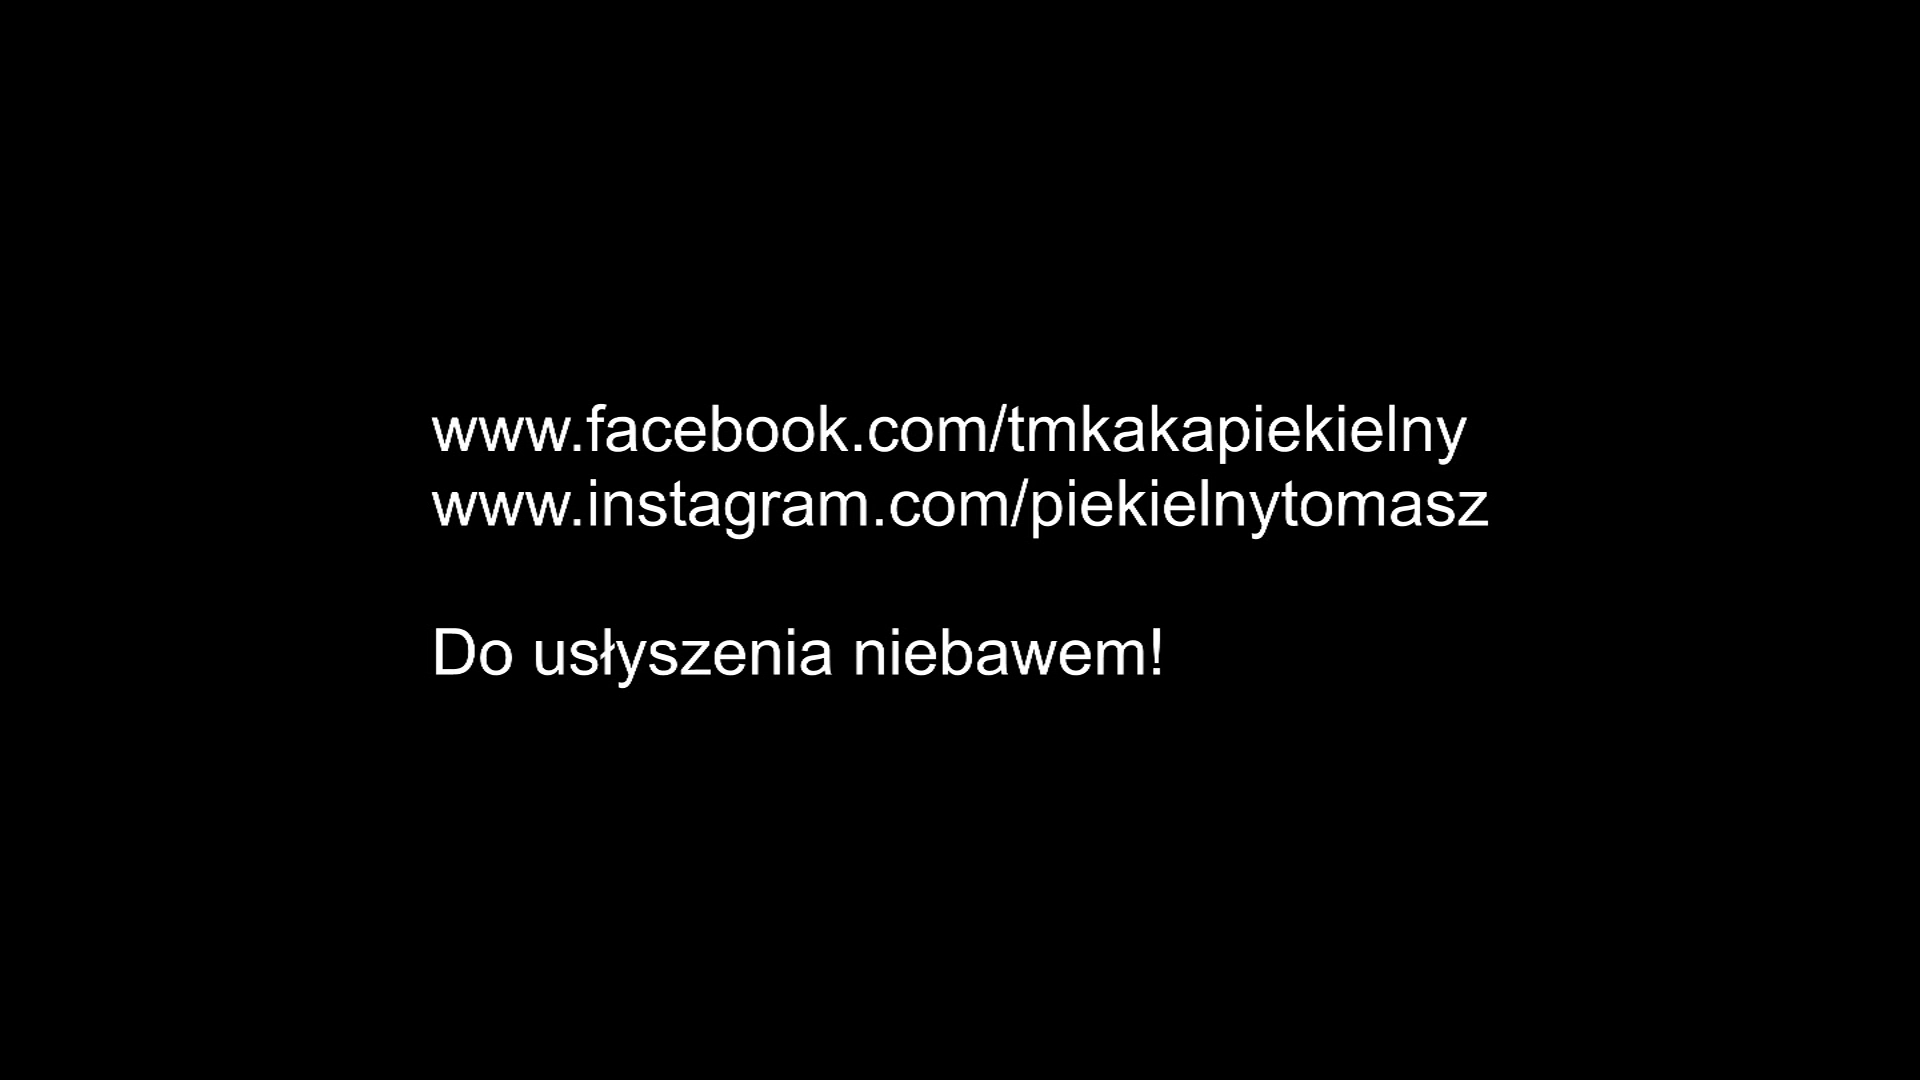 www.facebook.com/tmkakapiekielny
www.instagram.com/piekielnytomasz
Do usłyszenia niebawem!